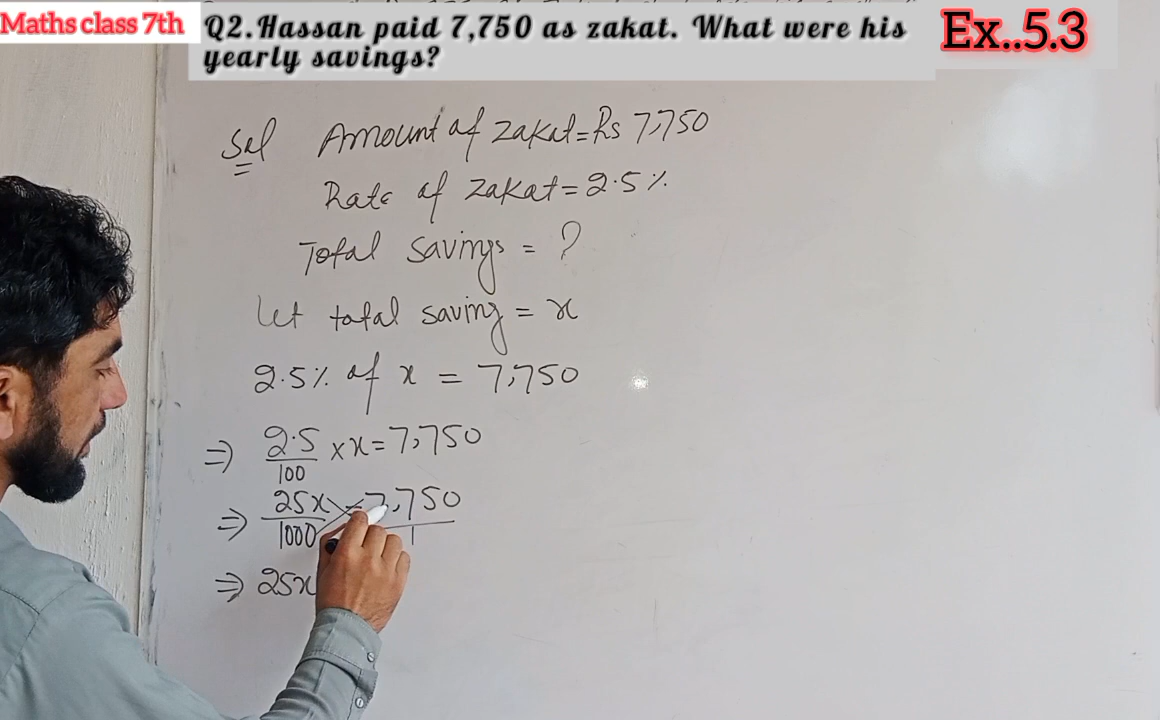 Maths class 7th
Q2.Hassan paid 7,750 as zakat. What were his
yearly savings?
Ex..5.3
Sol Amount of Zakat=Rs 7,750
Rate of Zakat=2.5%
Total savings = ?
Let total saving = x
2.5% of x = 7,750
⇒ 2.5/100 × x = 7,750
⇒ 25x/1000 = 7,750/1
⇒ 25x